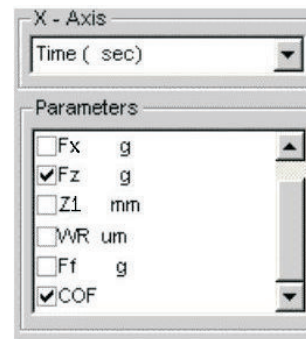 X - Axis
Time ( sec)
Parameters
Fx g
Fz g
Z1 mm
WR um
Ff g
COF